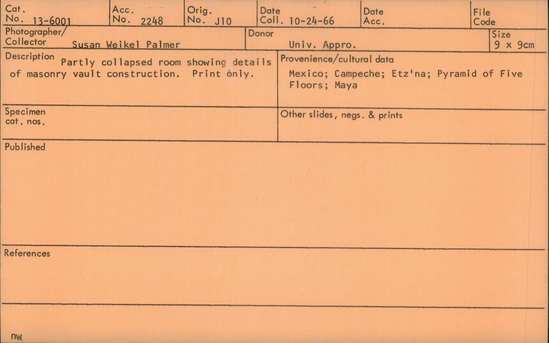 Cat. No. 13-6001 Acc. No. 2248 Orig. No. J10 Date Coll. 10-24-66 Date Acc. File Code
Photographer/ Collector Susan Weikel Palmer Donor Univ. Appro. Size 9 x 9cm
Description Partly collapsed room showing details
of masonry vault construction. Print only.
Provenience/cultural data
Mexico; Campeche; Etz'na; Pyramid of Five
Floors; Maya
Specimen cat. nos.
Other slides, negs. & prints
Published
References